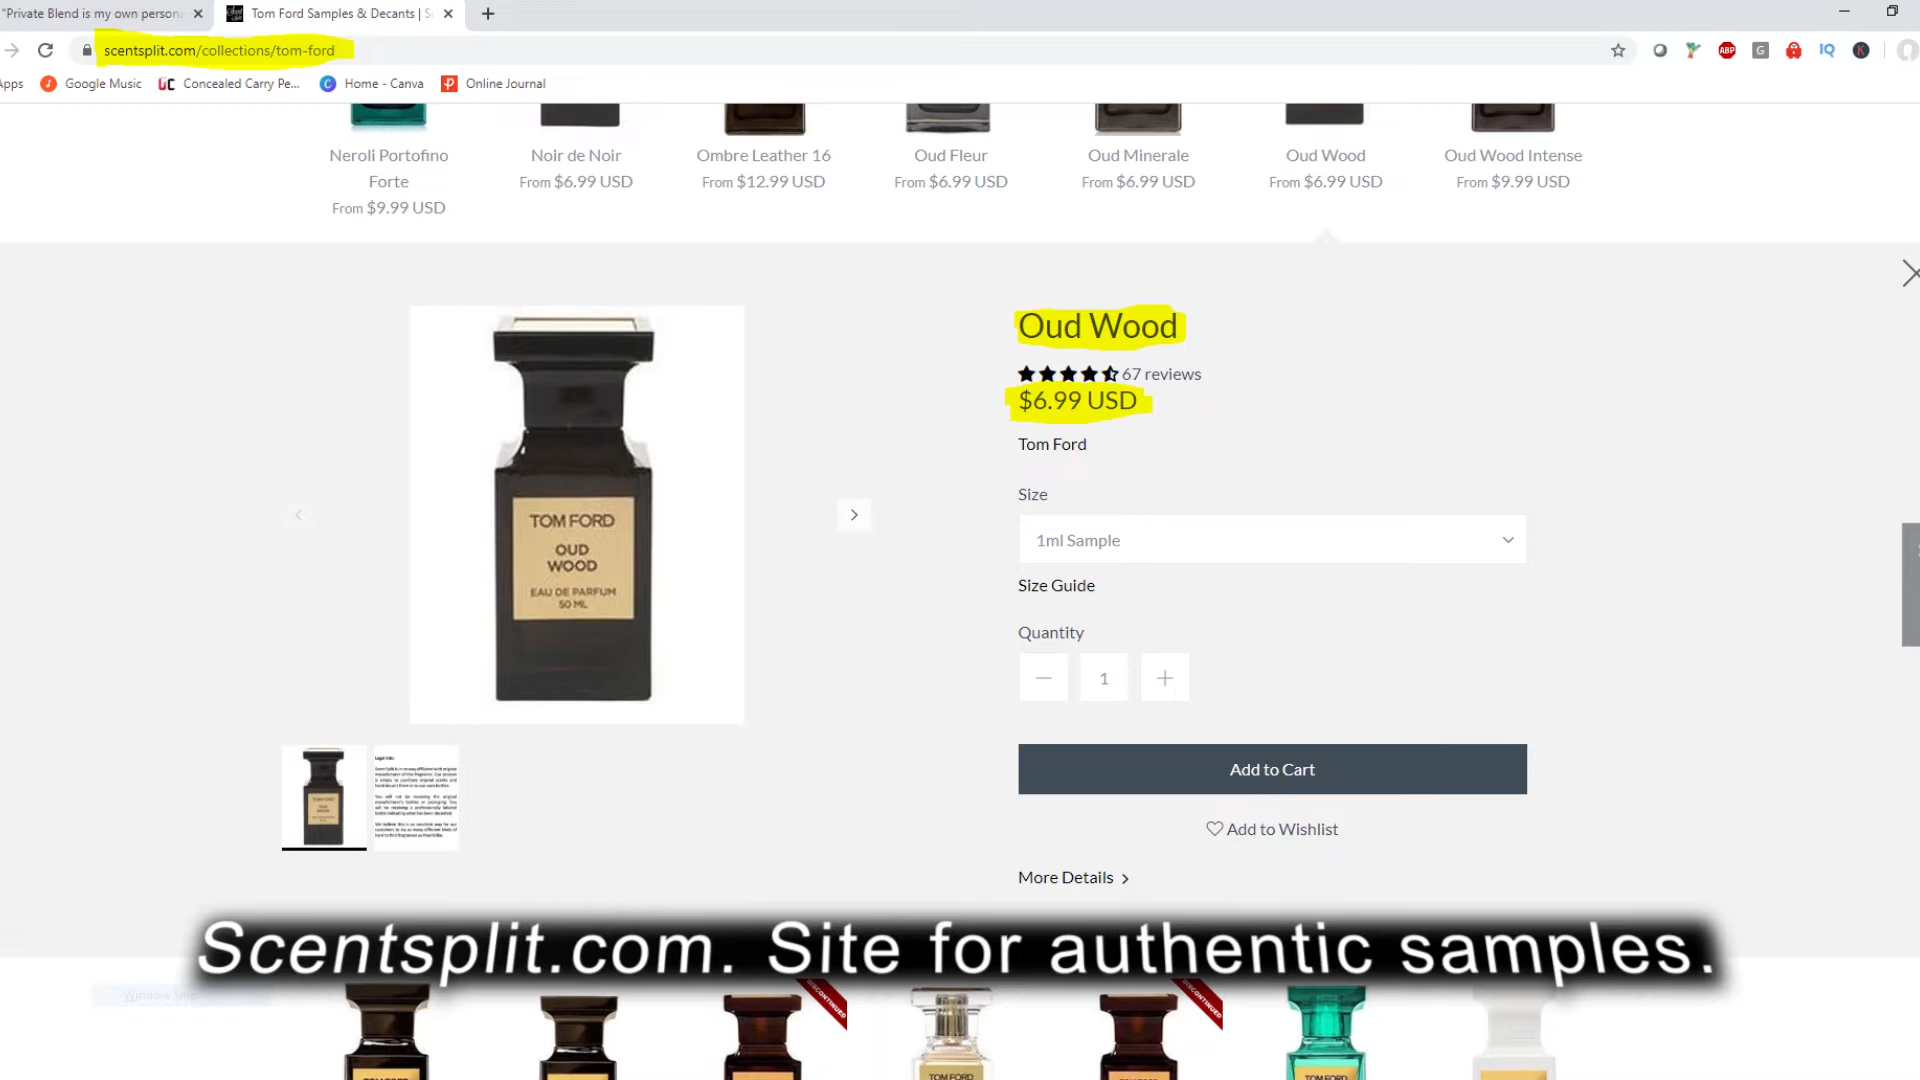 "Private Blend is my own persona
Tom Ford Samples & Decants | S
scentsplit.com/collections/tom-ford
ABP
G
IQ
K
Apps
Google Music
Concealed Carry Pe...
Home - Canva
Online Journal
Neroli Portofino
Forte
From $9.99 USD
Noir de Noir
From $6.99 USD
Ombre Leather 16
From $12.99 USD
Oud Fleur
From $6.99 USD
Oud Minerale
From $6.99 USD
Oud Wood
From $6.99 USD
Oud Wood Intense
From $9.99 USD
TOM FORD
OUD
WOOD
EAU DE PARFUM
50 ML
Oud Wood
67 reviews
$6.99 USD
Tom Ford
Size
1ml Sample
Size Guide
Quantity
1
Add to Cart
Add to Wishlist
More Details
Scentsplit.com. Site for authentic samples.
DISCONTINUED
DISCONTINUED
TOM FORD
TOM FORD